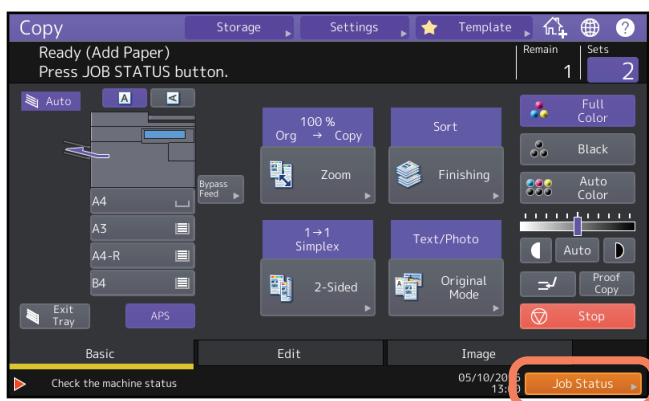 Copy
Storage
Settings
Template
?
Ready (Add Paper)
Press JOB STATUS button.
Remain
1
Sets
2
Auto
A
A
A4
A3
A4-R
B4
Bypass
Feed
Exit
Tray
APS
100 %
Org → Copy
Zoom
Sort
Finishing
1→1
Simplex
2-Sided
Text/Photo
Original
Mode
Full
Color
Black
Auto
Color
Auto
Proof
Copy
Stop
Basic
Edit
Image
Check the machine status
05/10/20
13:
Job Status